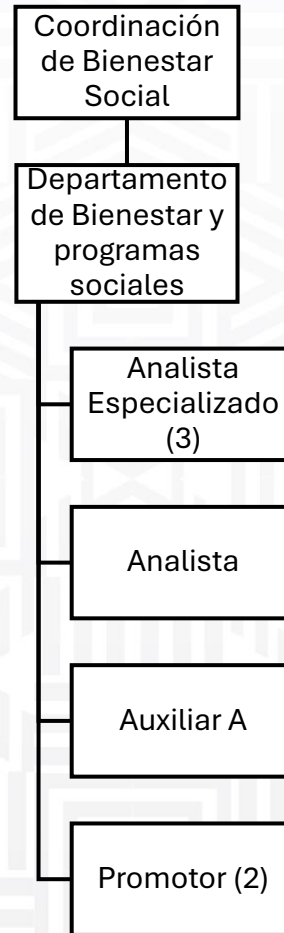 Coordinación
de Bienestar
Social
Departamento
de Bienestar y
programas
sociales
Analista
Especializado
(3)
Analista
Auxiliar A
Promotor (2)